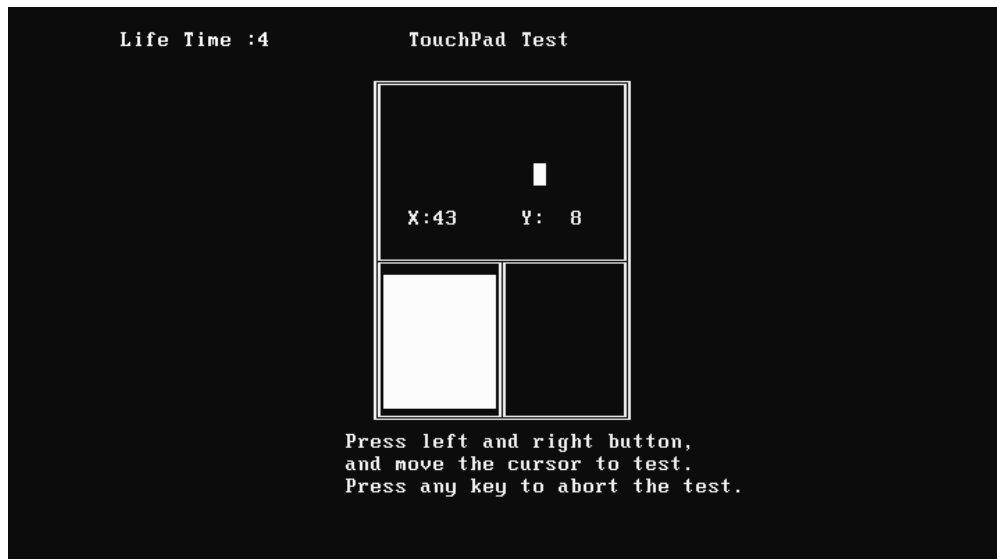 Life Time :4 TouchPad Test
X:43 Y: 8
Press left and right button,
and move the cursor to test.
Press any key to abort the test.